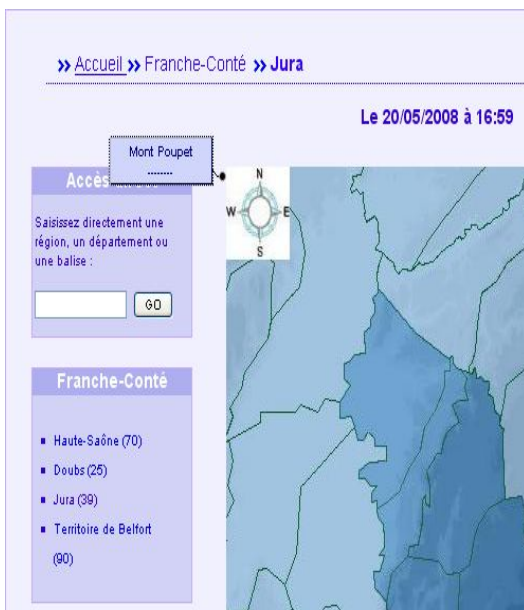 ›› Accueil ›› Franche-Conté ›› Jura
Le 20/05/2008 à 16:59
Mont Poupet
--------
Accès
Saisissez directement une
région, un département ou
une balise :
GO
N
W E
S
Franche-Conté
Haute-Saône (70)
Doubs (25)
Jura (39)
Territoire de Belfort
(90)